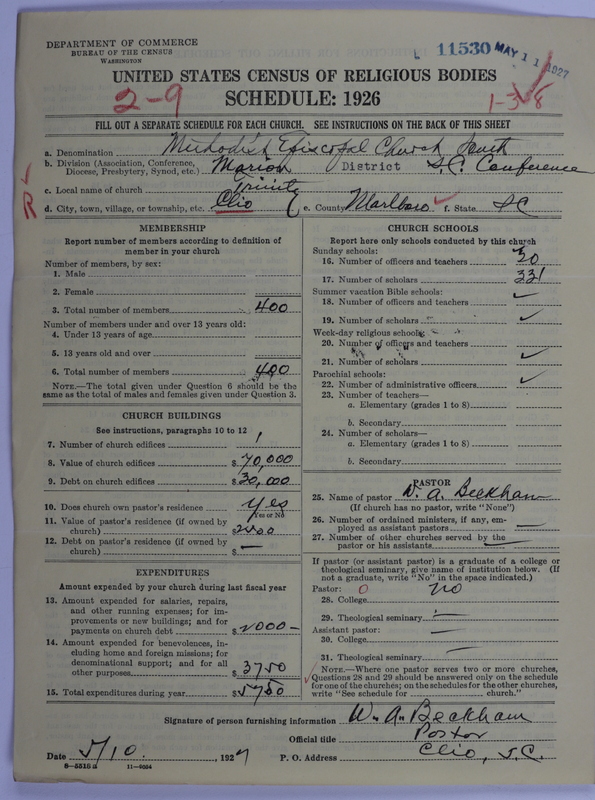 DEPARTMENT OF COMMERCE
BUREAU OF THE CENSUS
WASHINGTON
11530 MAY 11 1927
UNITED STATES CENSUS OF RELIGIOUS BODIES
SCHEDULE: 1926
2-9
1-3-8
FILL OUT A SEPARATE SCHEDULE FOR EACH CHURCH. SEE INSTRUCTIONS ON THE BACK OF THIS SHEET
a. Denomination Methodist Episcopal Church South
b. Division (Association, Conference, Diocese, Presbytery, Synod, etc.) Marion District S.C. Conference
c. Local name of church Trinity
R
d. City, town, village, or township, etc. Clio e. County Marlboro f. State SC
MEMBERSHIP
Report number of members according to definition of
member in your church
Number of members, by sex:
1. Male
2. Female
3. Total number of members 400
Number of members under and over 13 years old:
4. Under 13 years of age
5. 13 years old and over
6. Total number of members 400
NOTE.—The total given under Question 6 should be the
same as the total of males and females given under Question 3.
CHURCH BUILDINGS
See instructions, paragraphs 10 to 12
7. Number of church edifices 1
8. Value of church edifices $ 70,000
9. Debt on church edifices $ 30,000
10. Does church own pastor's residence Yes
Yes or No
11. Value of pastor's residence (if owned by
church) $
12. Debt on pastor's residence (if owned by
church) $ —
EXPENDITURES
Amount expended by your church during last fiscal year
13. Amount expended for salaries, repairs,
and other running expenses; for im-
provements or new buildings; and for
payments on church debt $ 2000 –
14. Amount expended for benevolences, in-
cluding home and foreign missions; for
denominational support; and for all
other purposes $ 3750
15. Total expenditures during year $ 5750
CHURCH SCHOOLS
Report here only schools conducted by this church
Sunday schools:
16. Number of officers and teachers
17. Number of scholars 331
Summer vacation Bible schools:
18. Number of officers and teachers ✓
19. Number of scholars ✓
Week-day religious schools:
20. Number of officers and teachers
21. Number of scholars ✓
Parochial schools:
22. Number of administrative officers ✓
23. Number of teachers—
a. Elementary (grades 1 to 8)
b. Secondary
24. Number of scholars—
a. Elementary (grades 1 to 8)
b. Secondary
PASTOR
25. Name of pastor W. A. Beckham
(If church has no pastor, write "None")
26. Number of ordained ministers, if any, em-
ployed as assistant pastors —
27. Number of other churches served by the
pastor or his assistants —
If pastor (or assistant pastor) is a graduate of a college or
theological seminary, give name of institution below. (If
not a graduate, write "No" in the space indicated.)
Pastor: 0 no
28. College
29. Theological seminary —
Assistant pastor:
30. College —
31. Theological seminary —
NOTE.—Where one pastor serves two or more churches,
Questions 28 and 29 should be answered only on the schedule
for one of the churches; on the schedules for the other churches,
write "See schedule for church."
Signature of person furnishing information W. A. Beckham
Official title Pastor
Date 5/10, 1927 P. O. Address Clio, S.C.
8—5515a 11—9554